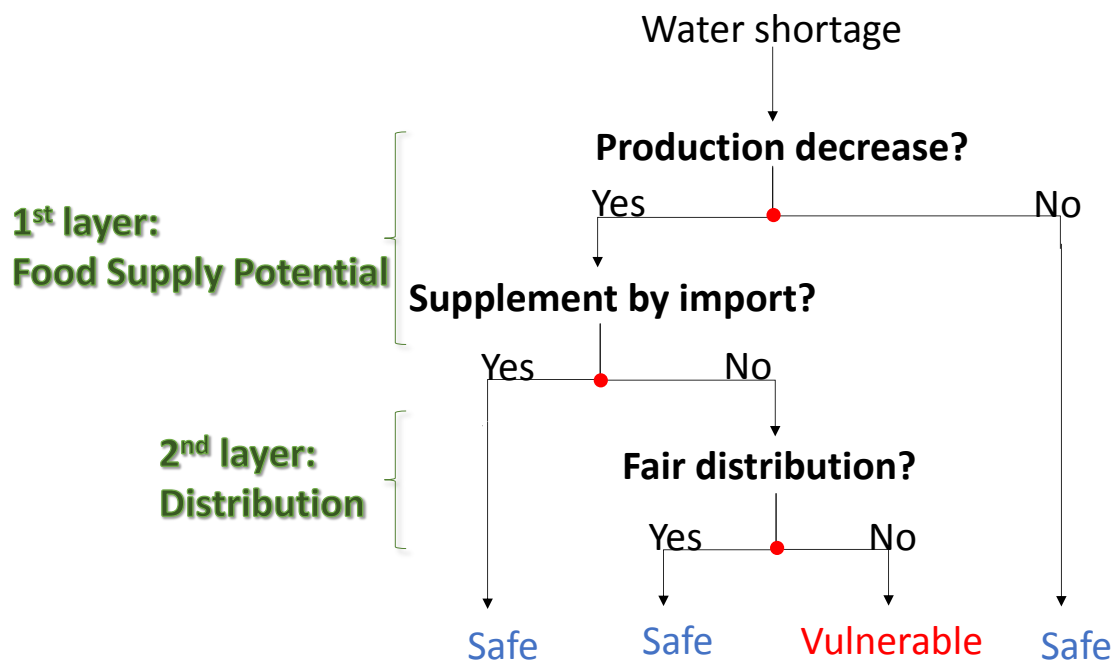 Water shortage
Production decrease?
Yes
No
1st layer:
Food Supply Potential
Supplement by import?
Yes
No
2nd layer:
Distribution
Fair distribution?
Yes
No
Safe
Safe
Vulnerable
Safe